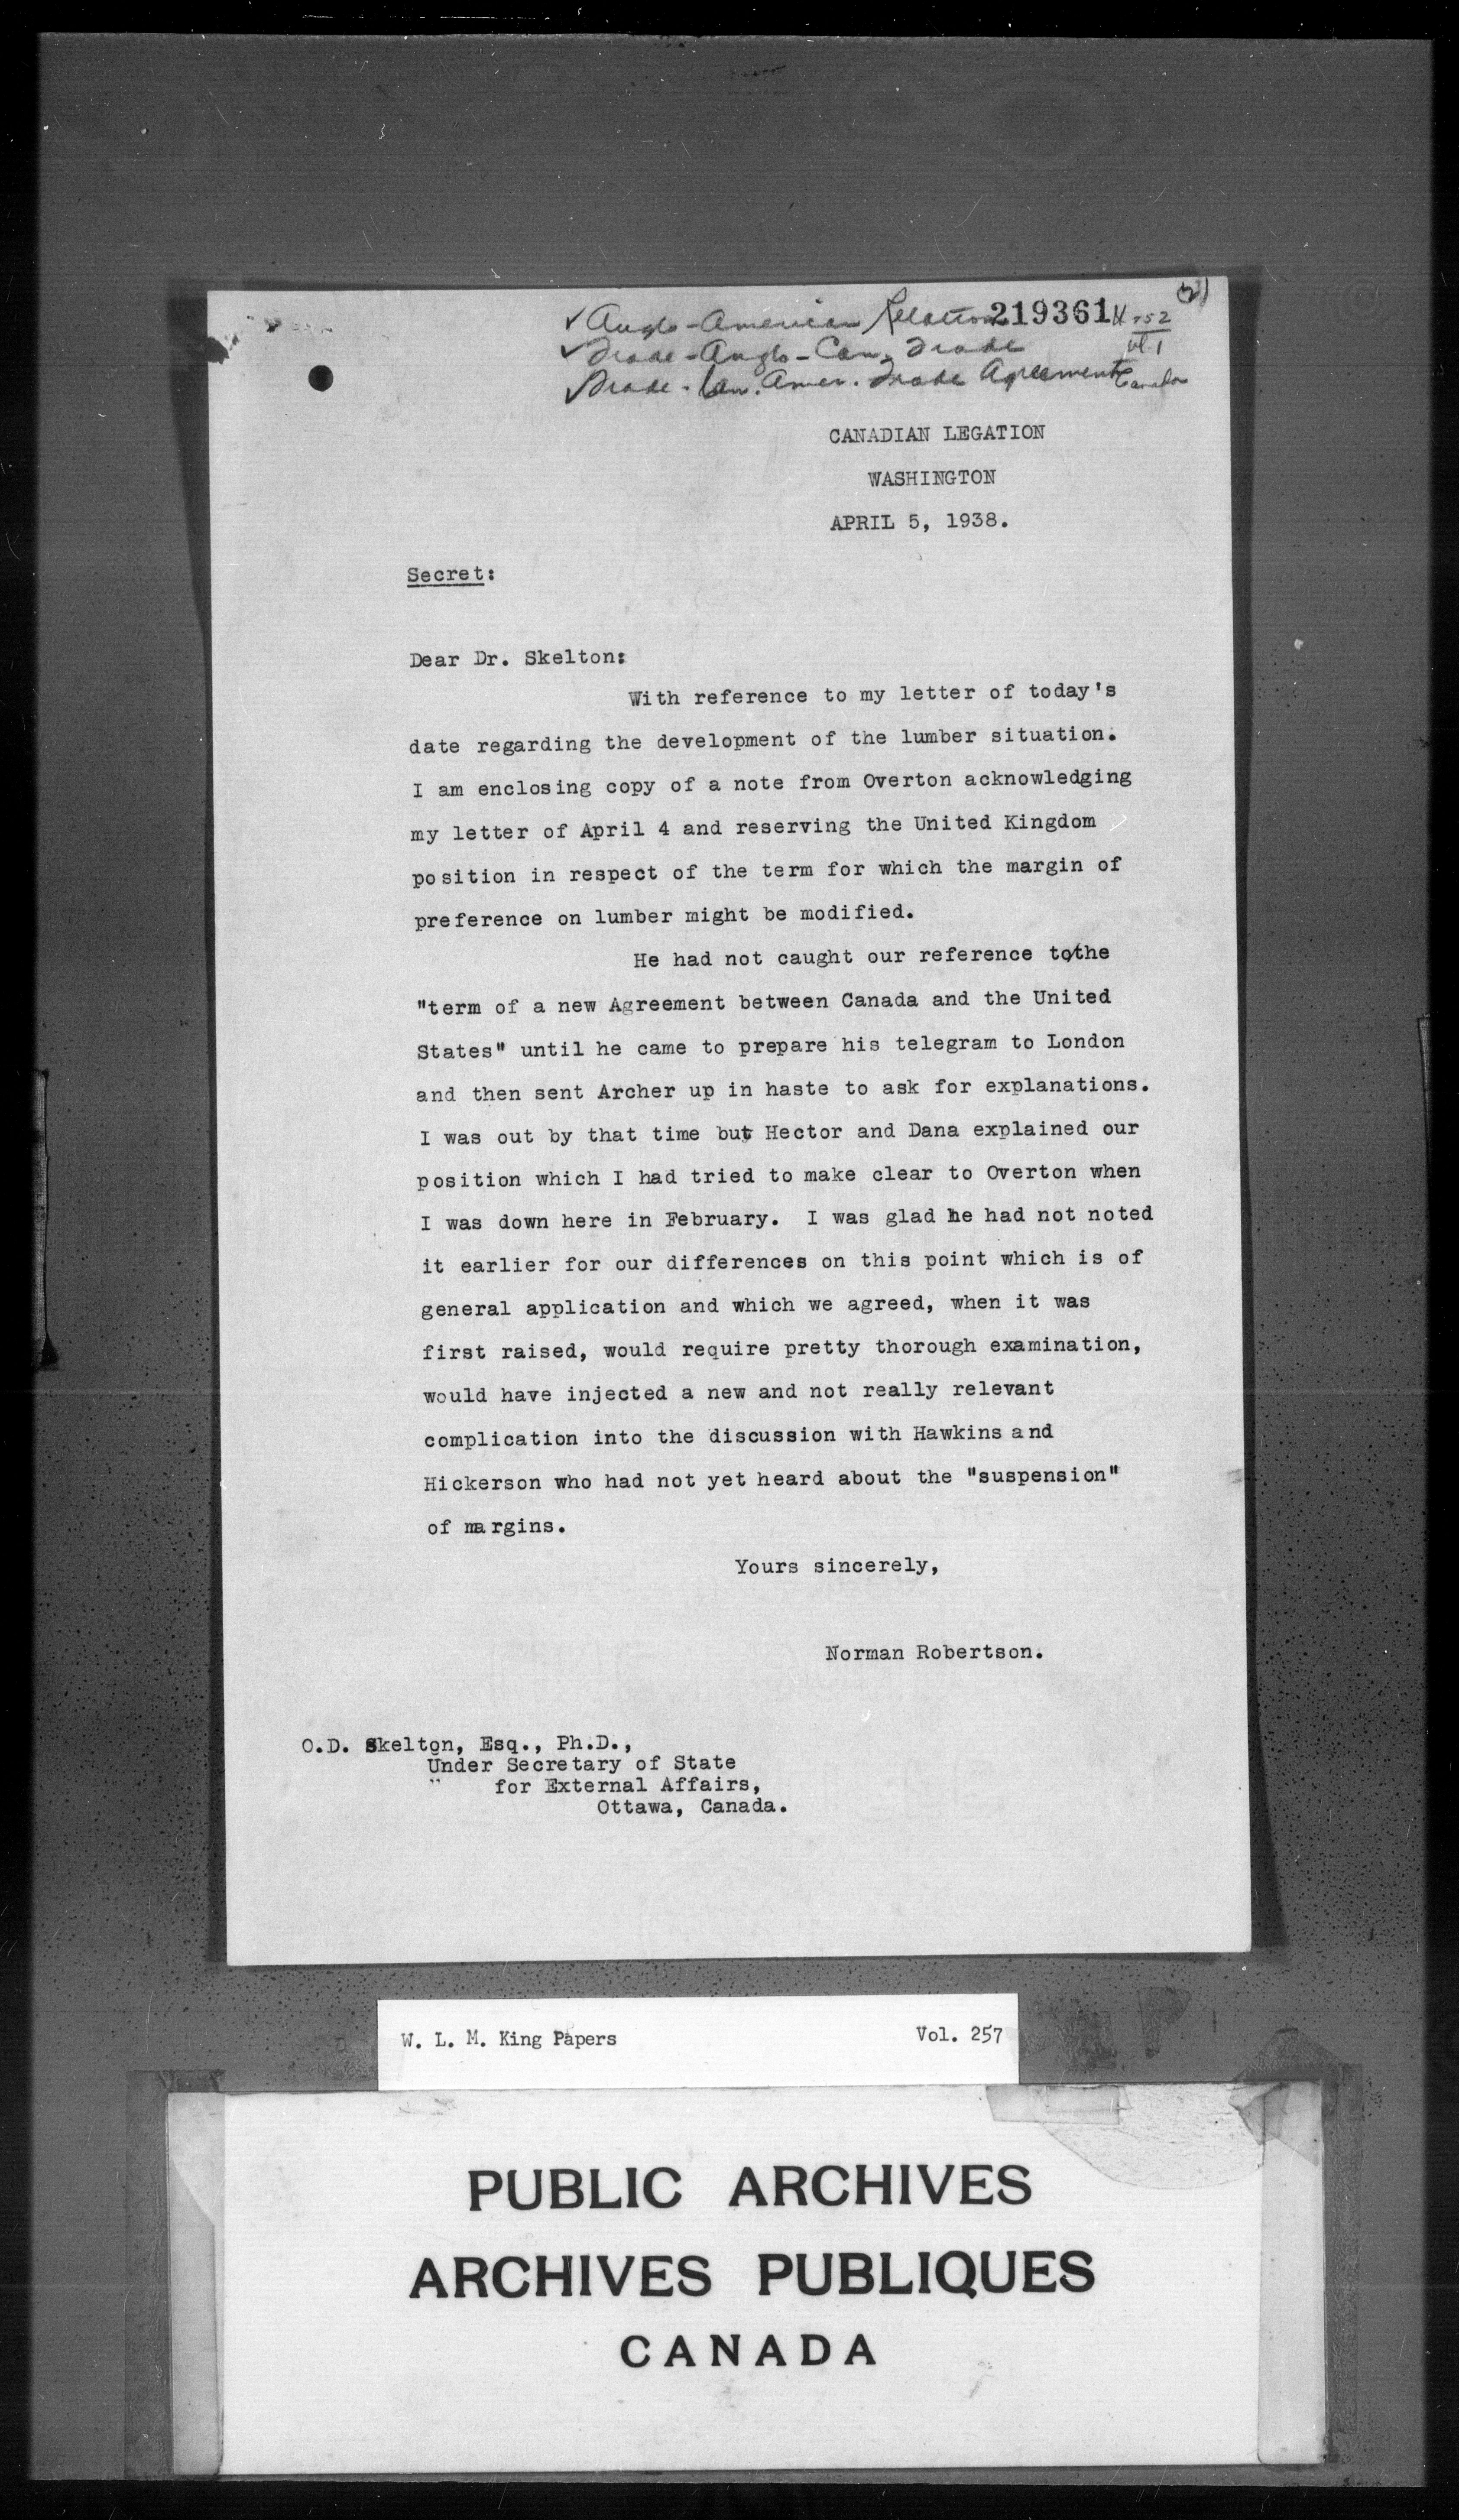 ✓ Anglo-American Relations 219361
✓ Trade-Anglo-Can. Trade
✓ Trade-Can. Amer. Trade Agreement Canada
CANADIAN LEGATION
WASHINGTON
APRIL 5, 1938.
Secret:
Dear Dr. Skelton:
With reference to my letter of today's
date regarding the development of the lumber situation.
I am enclosing copy of a note from Overton acknowledging
my letter of April 4 and reserving the United Kingdom
position in respect of the term for which the margin of
preference on lumber might be modified.
He had not caught our reference to/the
"term of a new Agreement between Canada and the United
States" until he came to prepare his telegram to London
and then sent Archer up in haste to ask for explanations.
I was out by that time but Hector and Dana explained our
position which I had tried to make clear to Overton when
I was down here in February. I was glad he had not noted
it earlier for our differences on this point which is of
general application and which we agreed, when it was
first raised, would require pretty thorough examination,
would have injected a new and not really relevant
complication into the discussion with Hawkins and
Hickerson who had not yet heard about the "suspension"
of margins.
Yours sincerely,
Norman Robertson.
O.D. Skelton, Esq., Ph.D.,
Under Secretary of State
" for External Affairs,
Ottawa, Canada.
W. L. M. King Papers Vol. 257
PUBLIC ARCHIVES
ARCHIVES PUBLIQUES
CANADA